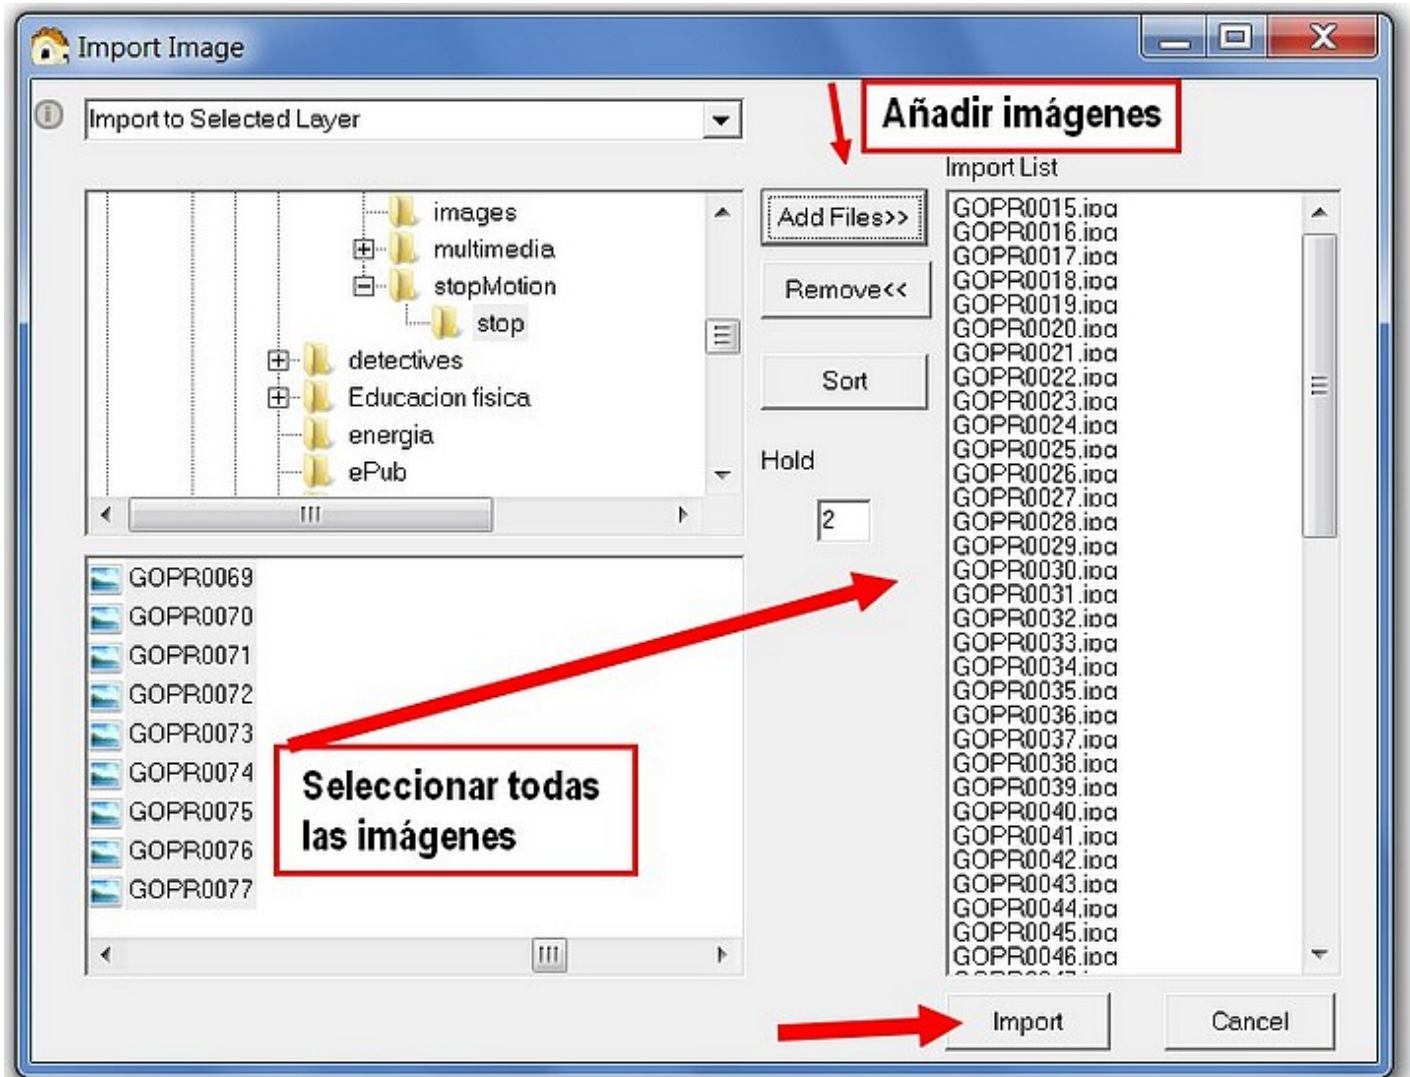 Import Image
Import to Selected Layer
Añadir imágenes
images
multimedia
stopMotion
stop
detectives
Educacion fisica
energia
ePub
Add Files>>
Remove<<
Sort
Hold
2
Import List
GOPR0015.jpg
GOPR0016.jpg
GOPR0017.jpg
GOPR0018.jpg
GOPR0019.jpg
GOPR0020.jpg
GOPR0021.jpg
GOPR0022.jpg
GOPR0023.jpg
GOPR0024.jpg
GOPR0025.jpg
GOPR0026.jpg
GOPR0027.jpg
GOPR0028.jpg
GOPR0029.jpg
GOPR0030.jpg
GOPR0031.jpg
GOPR0032.jpg
GOPR0033.jpg
GOPR0034.jpg
GOPR0035.jpg
GOPR0036.jpg
GOPR0037.jpg
GOPR0038.jpg
GOPR0039.jpg
GOPR0040.jpg
GOPR0041.jpg
GOPR0042.jpg
GOPR0043.jpg
GOPR0044.jpg
GOPR0045.jpg
GOPR0046.jpg
GOPR0069
GOPR0070
GOPR0071
GOPR0072
GOPR0073
GOPR0074
GOPR0075
GOPR0076
GOPR0077
Seleccionar todas
las imágenes
Import
Cancel